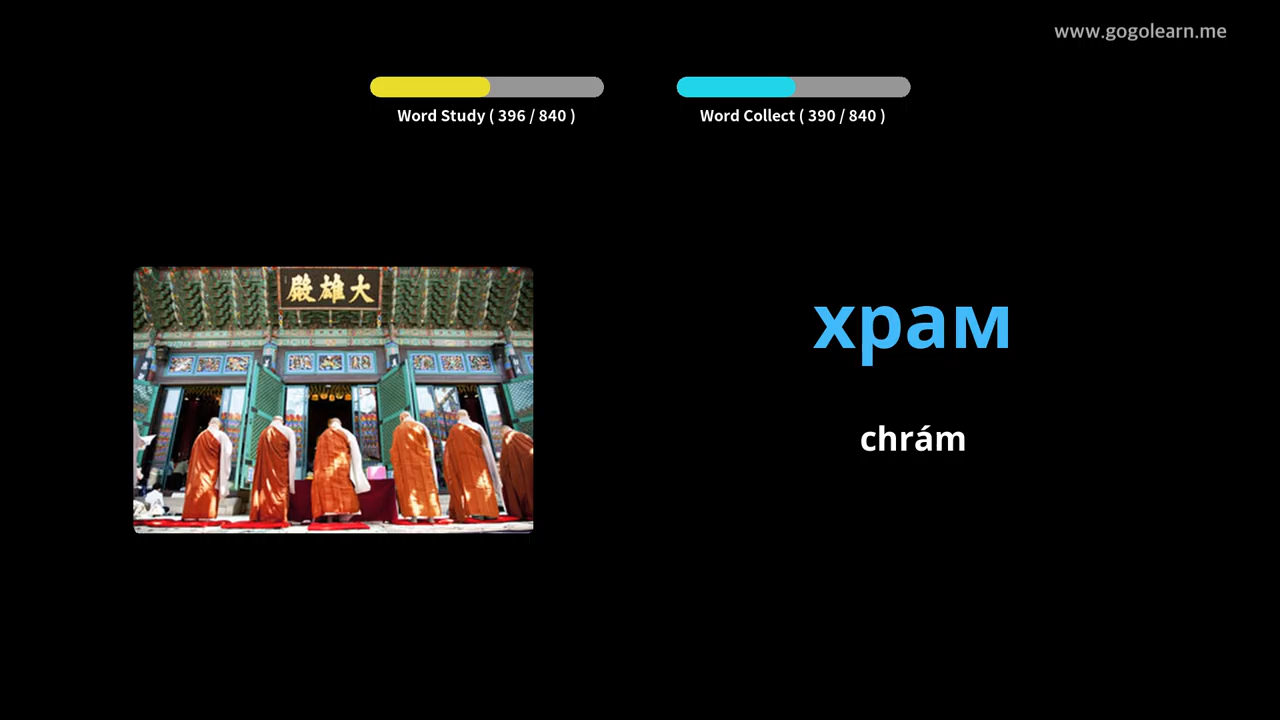 www.gogolearn.me
Word Study ( 396 / 840 )
Word Collect ( 390 / 840 )
殿雄大
храм
chrám